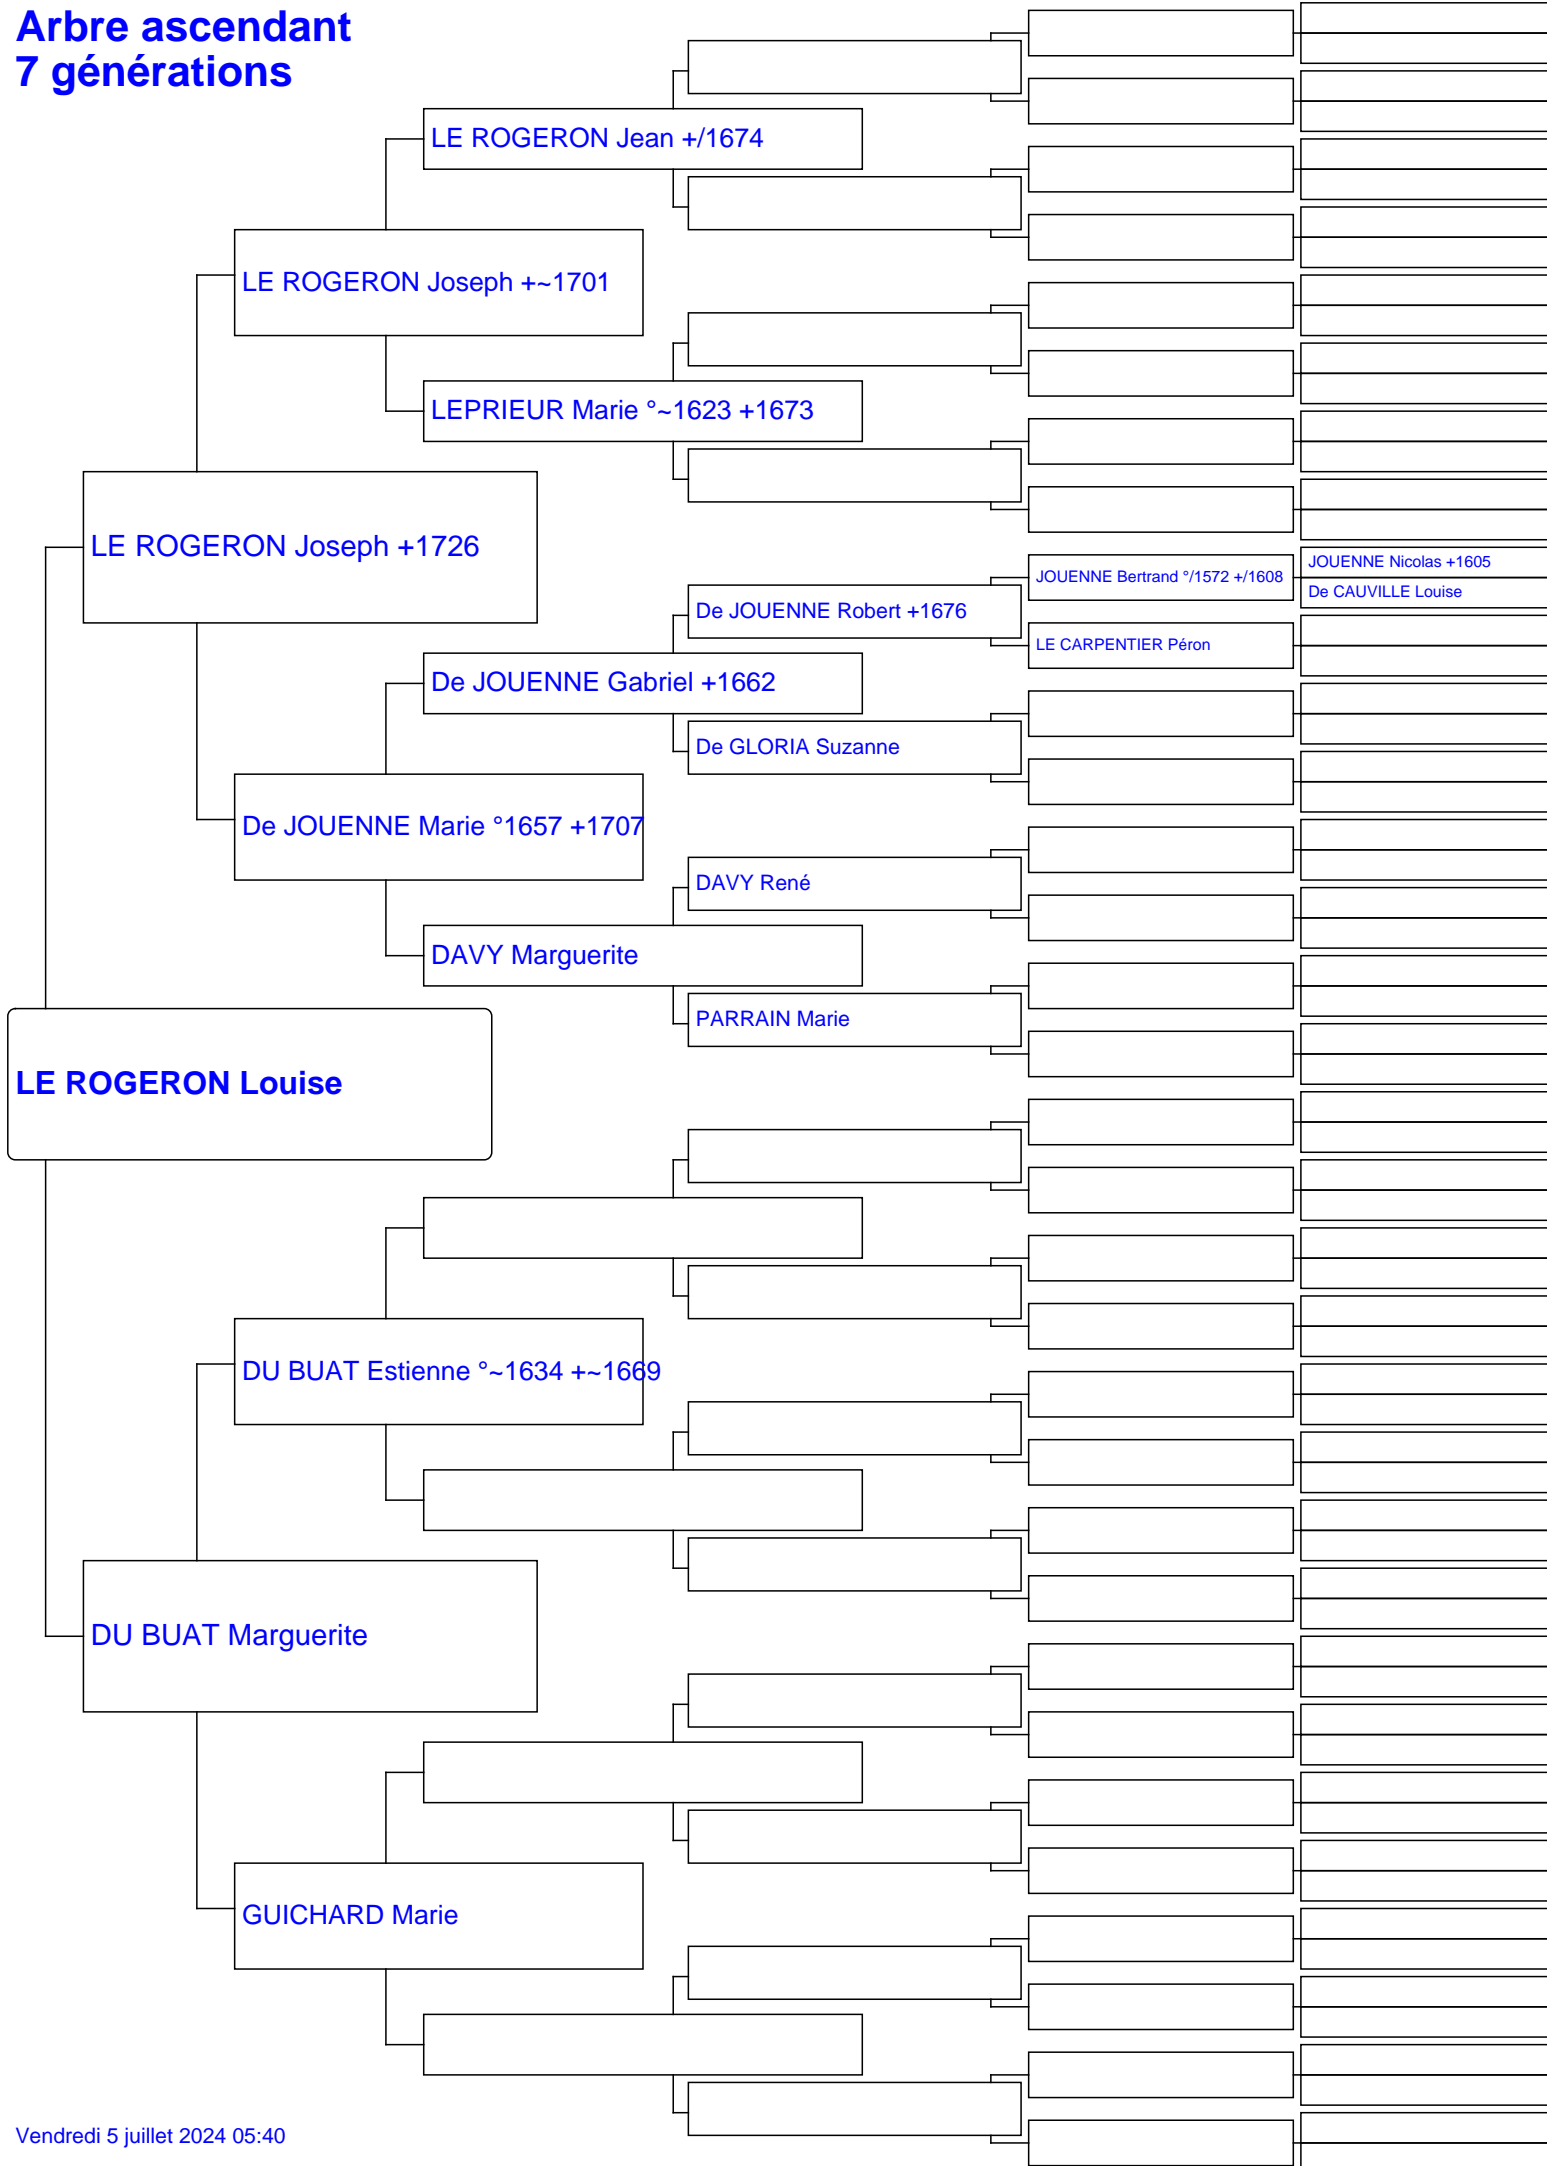 Arbre ascendant
7 générations
LE ROGERON Jean +/1674
LE ROGERON Joseph +~1701
LEPRIEUR Marie °~1623 +1673
LE ROGERON Joseph +1726
JOUENNE Nicolas +1605
JOUENNE Bertrand °/1572 +/1608
De CAUVILLE Louise
De JOUENNE Robert +1676
LE CARPENTIER Péron
De JOUENNE Gabriel +1662
De GLORIA Suzanne
De JOUENNE Marie °1657 +1707
DAVY René
DAVY Marguerite
PARRAIN Marie
LE ROGERON Louise
DU BUAT Estienne °~1634 +~1669
DU BUAT Marguerite
GUICHARD Marie
Vendredi 5 juillet 2024 05:40